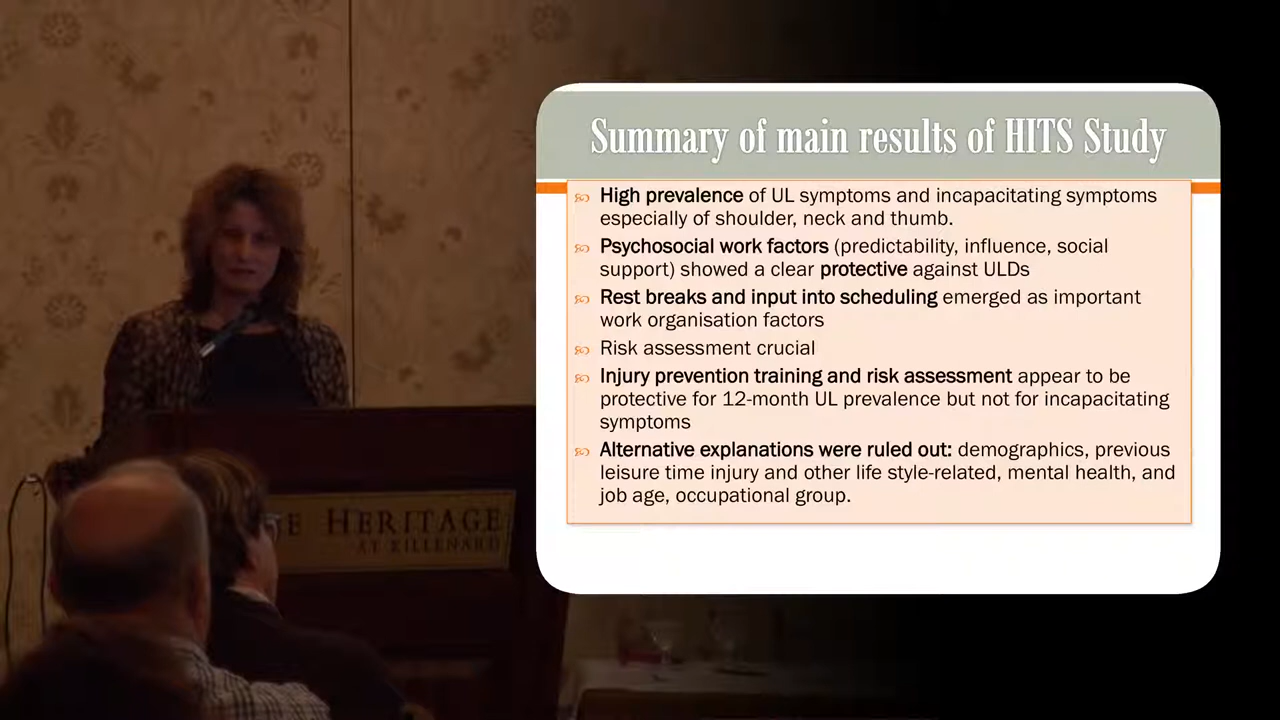 Summary of main results of HITS Study
High prevalence of UL symptoms and incapacitating symptoms
especially of shoulder, neck and thumb.
Psychosocial work factors (predictability, influence, social
support) showed a clear protective against ULDs
Rest breaks and input into scheduling emerged as important
work organisation factors
Risk assessment crucial
Injury prevention training and risk assessment appear to be
protective for 12-month UL prevalence but not for incapacitating
symptoms
Alternative explanations were ruled out: demographics, previous
leisure time injury and other life style-related, mental health, and
job age, occupational group.
E HERITAGE
AT KILLENARD